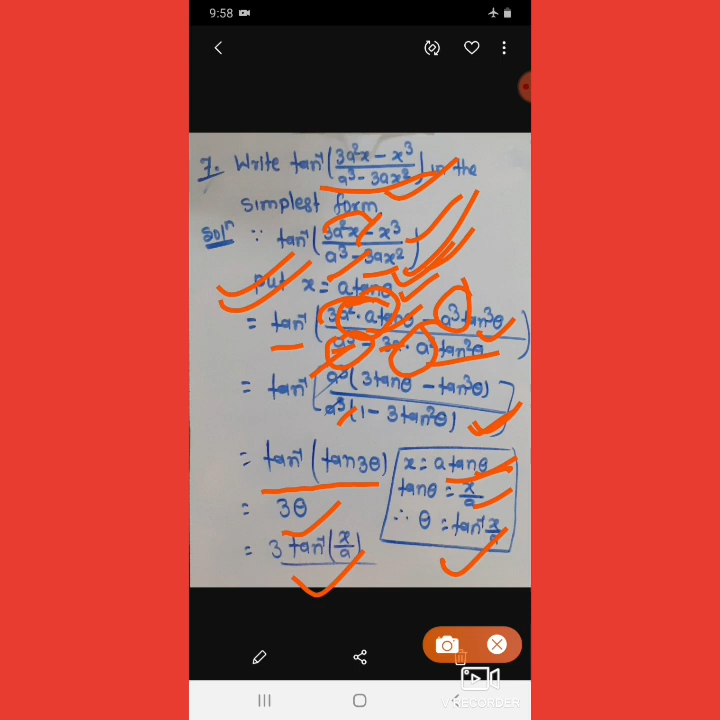 9:58
7. Write tan⁻¹(3a²x - x³ / a³ - 3ax²) in the
simplest form.
Solⁿ ∵ tan⁻¹(3a²x - x³ / a³ - 3ax²)
put x = a tanθ
= tan⁻¹(3a²·a tanθ - a³tan³θ / a³ - 3a·a²tan²θ)
= tan⁻¹(a³(3tanθ - tan³θ) / a³(1 - 3tan²θ))
= tan⁻¹(tan3θ)
= 3θ
= 3 tan⁻¹(x/a)
x = a tanθ
tanθ = x/a
∴ θ = tan⁻¹ x/a
VRECORDER